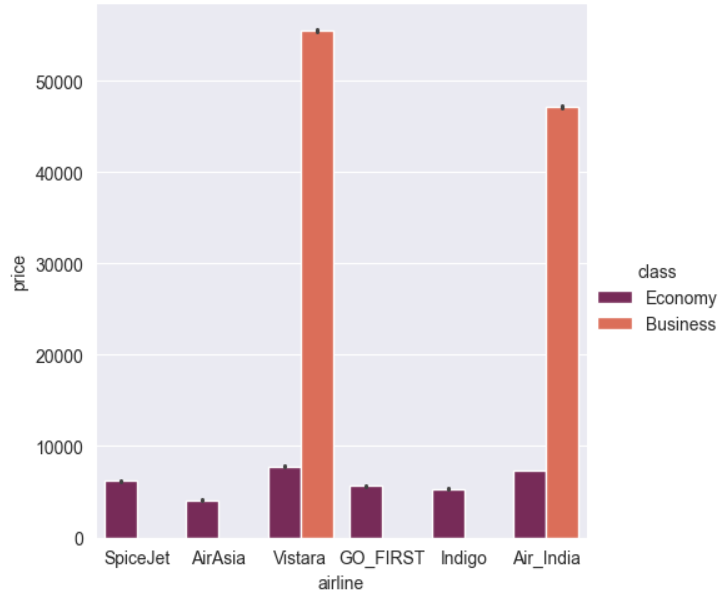 50000
40000
30000
20000
10000
0
price
SpiceJet AirAsia Vistara GO_FIRST Indigo Air_India
airline
class
Economy
Business